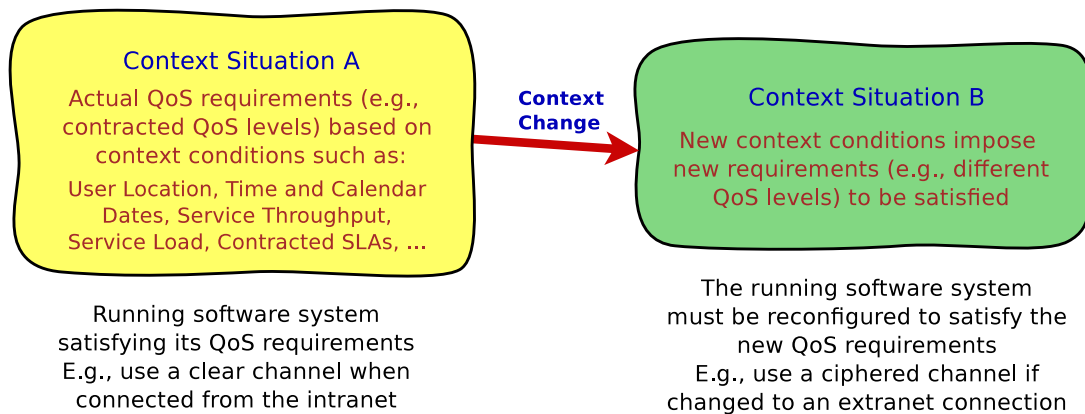 Context Situation A
Actual QoS requirements (e.g.,
contracted QoS levels) based on
context conditions such as:
User Location, Time and Calendar
Dates, Service Throughput,
Service Load, Contracted SLAs, ...
Context
Change
Context Situation B
New context conditions impose
new requirements (e.g., different
QoS levels) to be satisfied
Running software system
satisfying its QoS requirements
E.g., use a clear channel when
connected from the intranet
The running software system
must be reconfigured to satisfy the
new QoS requirements
E.g., use a ciphered channel if
changed to an extranet connection